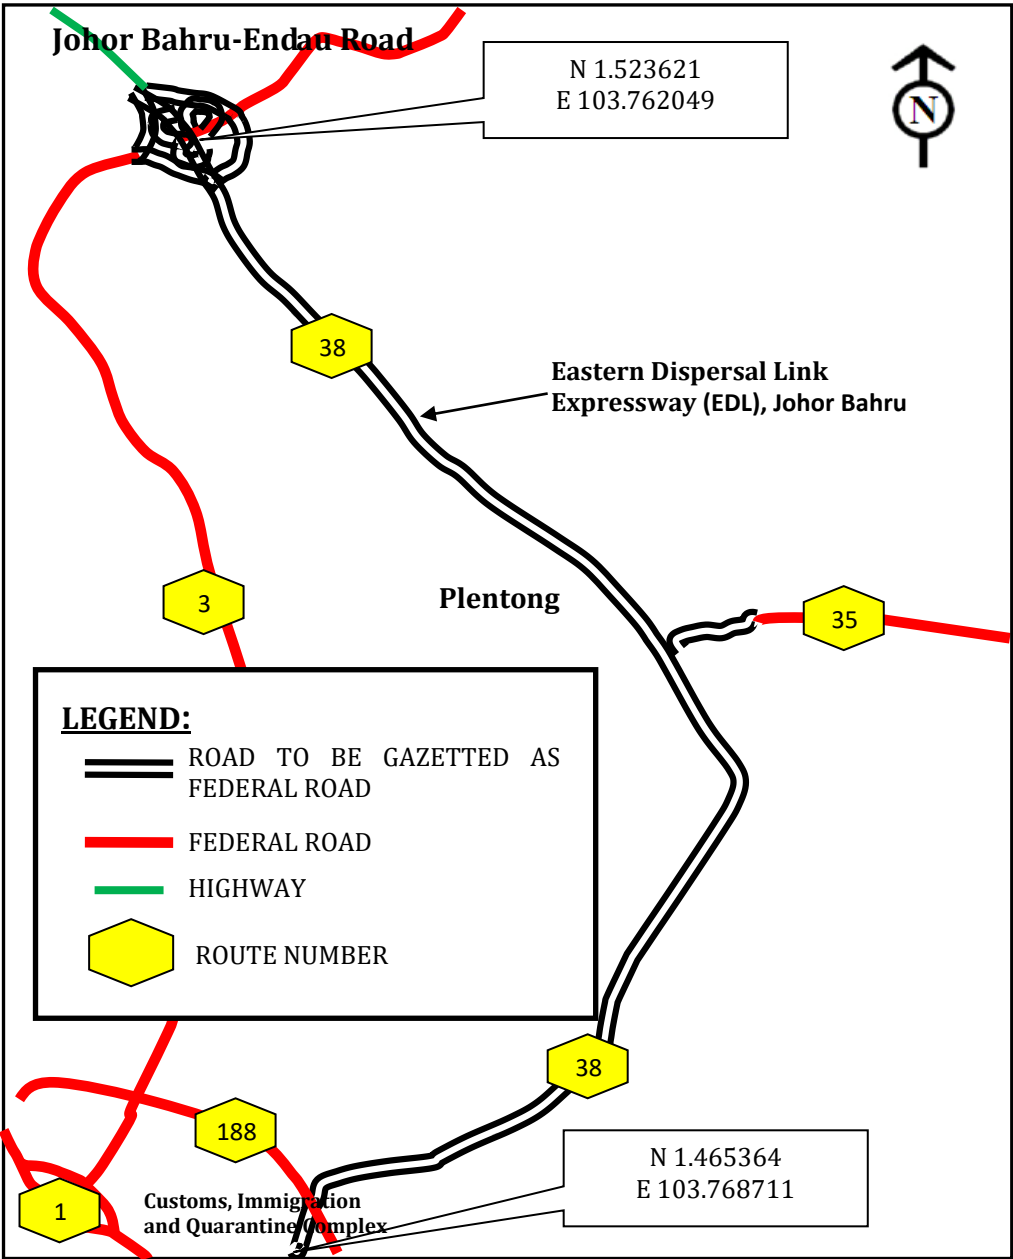 Johor Bahru-Endau Road
N 1.523621
E 103.762049
N
38
Eastern Dispersal Link
Expressway (EDL), Johor Bahru
Plentong
3
35
LEGEND:
ROAD TO BE GAZETTED AS
FEDERAL ROAD
FEDERAL ROAD
HIGHWAY
ROUTE NUMBER
38
188
N 1.465364
E 103.768711
1
Customs, Immigration
and Quarantine Complex